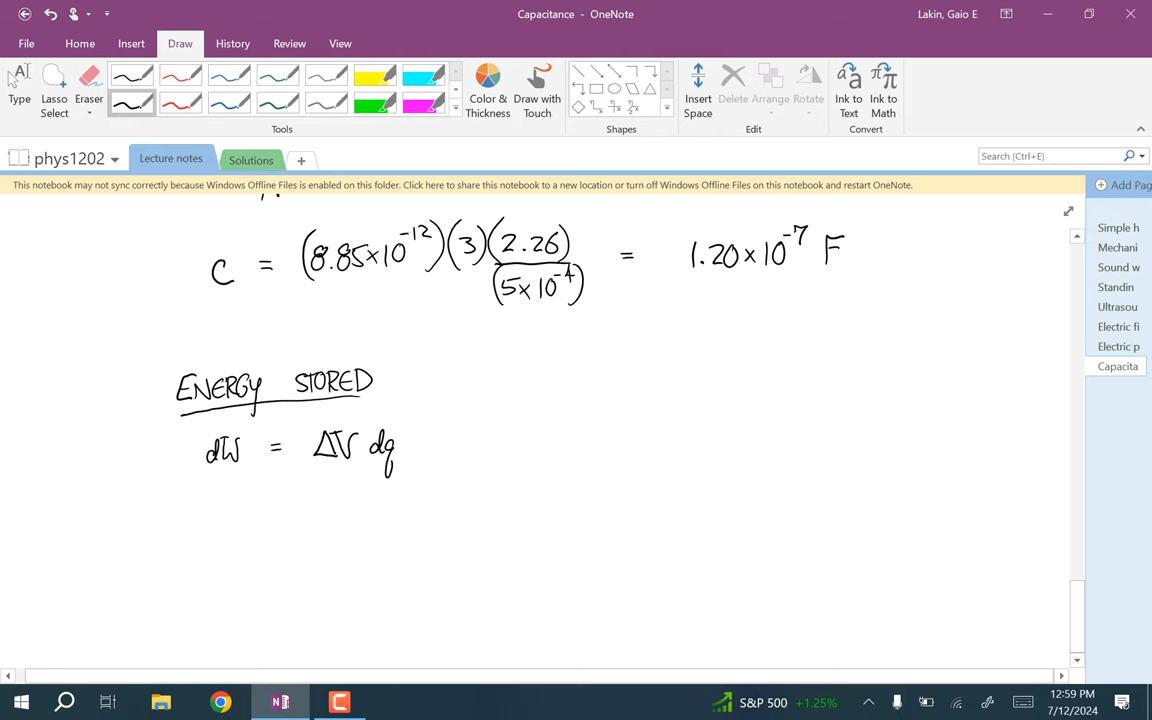 Capacitance - OneNote
Lakin, Gaio E
File Home Insert Draw History Review View
Type
Lasso Select
Eraser
Color & Thickness
Draw with Touch
Insert Space
Delete
Arrange
Rotate
Ink to Text
Ink to Math
Tools
Shapes
Edit
Convert
phys1202
Lecture notes
Solutions
+
Search (Ctrl+E)
This notebook may not sync correctly because Windows Offline Files is enabled on this folder. Click here to share this notebook to a new location or turn off Windows Offline Files on this notebook and restart OneNote.
Add Pag
Simple h
Mechani
Sound w
Standin
Ultrasou
Electric fi
Electric p
Capacita
C = (8.85×10⁻¹²)(3)(2.26)/(5×10⁻⁴) = 1.20×10⁻⁷ F
ENERGY STORED
dW = ΔV dq
S&P 500 +1.25%
12:59 PM
7/12/2024